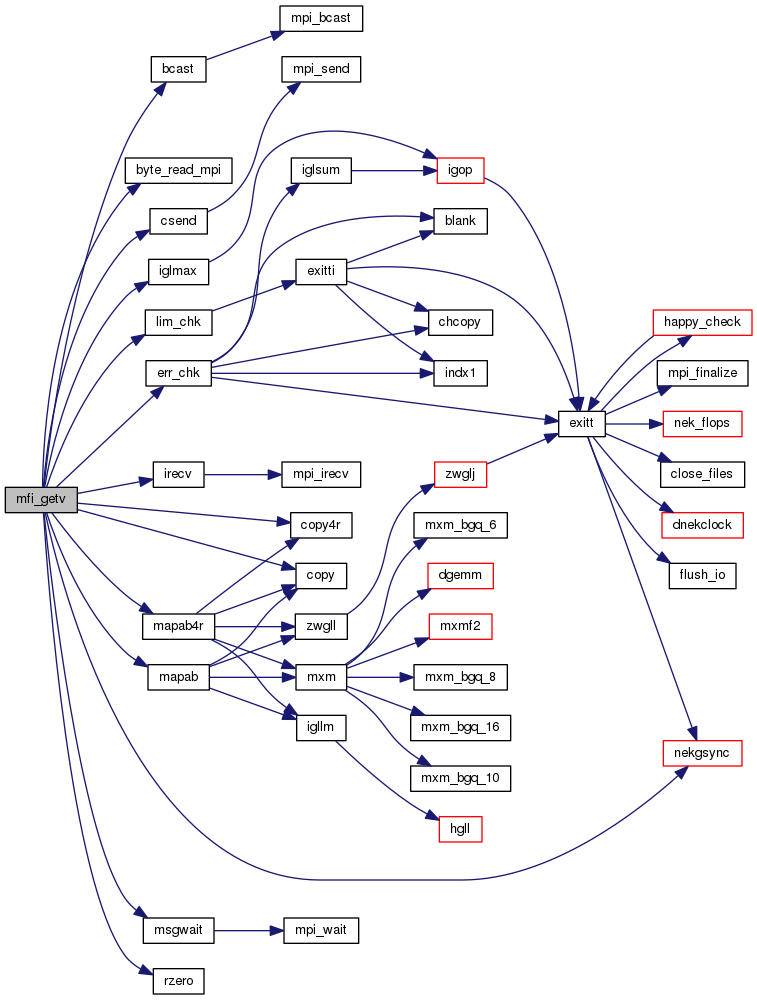 mpi_bcast
bcast
mpi_send
byte_read_mpi
iglsum
igop
csend
blank
iglmax
exitti
lim_chk
chcopy
happy_check
err_chk
indx1
mpi_finalize
exitt
nek_flops
irecv
mpi_irecv
zwglj
close_files
mfi_getv
copy4r
mxm_bgq_6
dnekclock
copy
dgemm
flush_io
mapab4r
zwgll
mxmf2
mapab
mxm
mxm_bgq_8
igllm
mxm_bgq_16
nekgsync
mxm_bgq_10
hgll
msgwait
mpi_wait
rzero